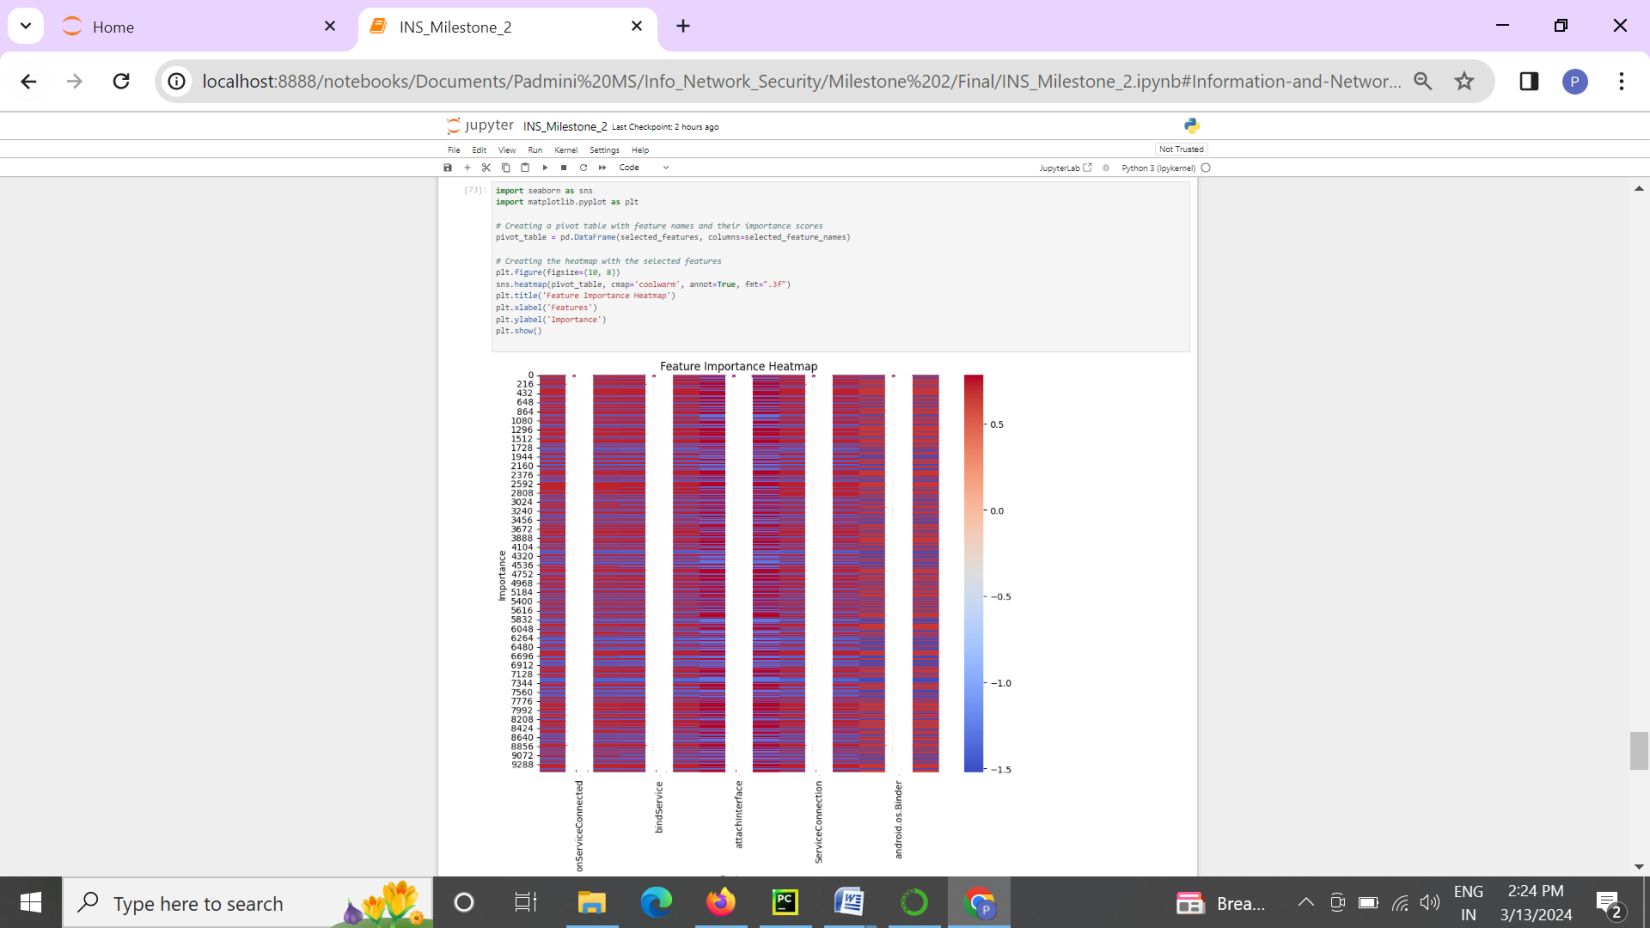 Home
INS_Milestone_2
localhost:8888/notebooks/Documents/Padmini%20MS/Info_Network_Security/Milestone%202/Final/INS_Milestone_2.ipynb#Information-and-Networ...
P
jupyter INS_Milestone_2 Last Checkpoint: 2 hours ago
File Edit View Run Kernel Settings Help
Not Trusted
Code
JupyterLab Python 3 (ipykernel)
[73]:
import seaborn as sns
import matplotlib.pyplot as plt
# Creating a pivot table with feature names and their importance scores
pivot_table = pd.DataFrame(selected_features, columns=selected_feature_names)
# Creating the heatmap with the selected features
plt.figure(figsize=(10, 8))
sns.heatmap(pivot_table, cmap='coolwarm', annot=True, fmt=".3f")
plt.title('Feature Importance Heatmap')
plt.xlabel('Features')
plt.ylabel('Importance')
plt.show()
Feature Importance Heatmap
Importance
0
216
432
648
864
1080
1296
1512
1728
1944
2160
2376
2592
2808
3024
3240
3456
3672
3888
4104
4320
4536
4752
4968
5184
5400
5616
5832
6048
6264
6480
6696
6912
7128
7344
7560
7776
7992
8208
8424
8640
8856
9072
9288
0.5
0.0
−0.5
−1.0
−1.5
onServiceConnected
bindService
attachInterface
ServiceConnection
android.os.Binder
Type here to search
PC
W
P
Brea...
ENG
IN
2:24 PM
3/13/2024
2